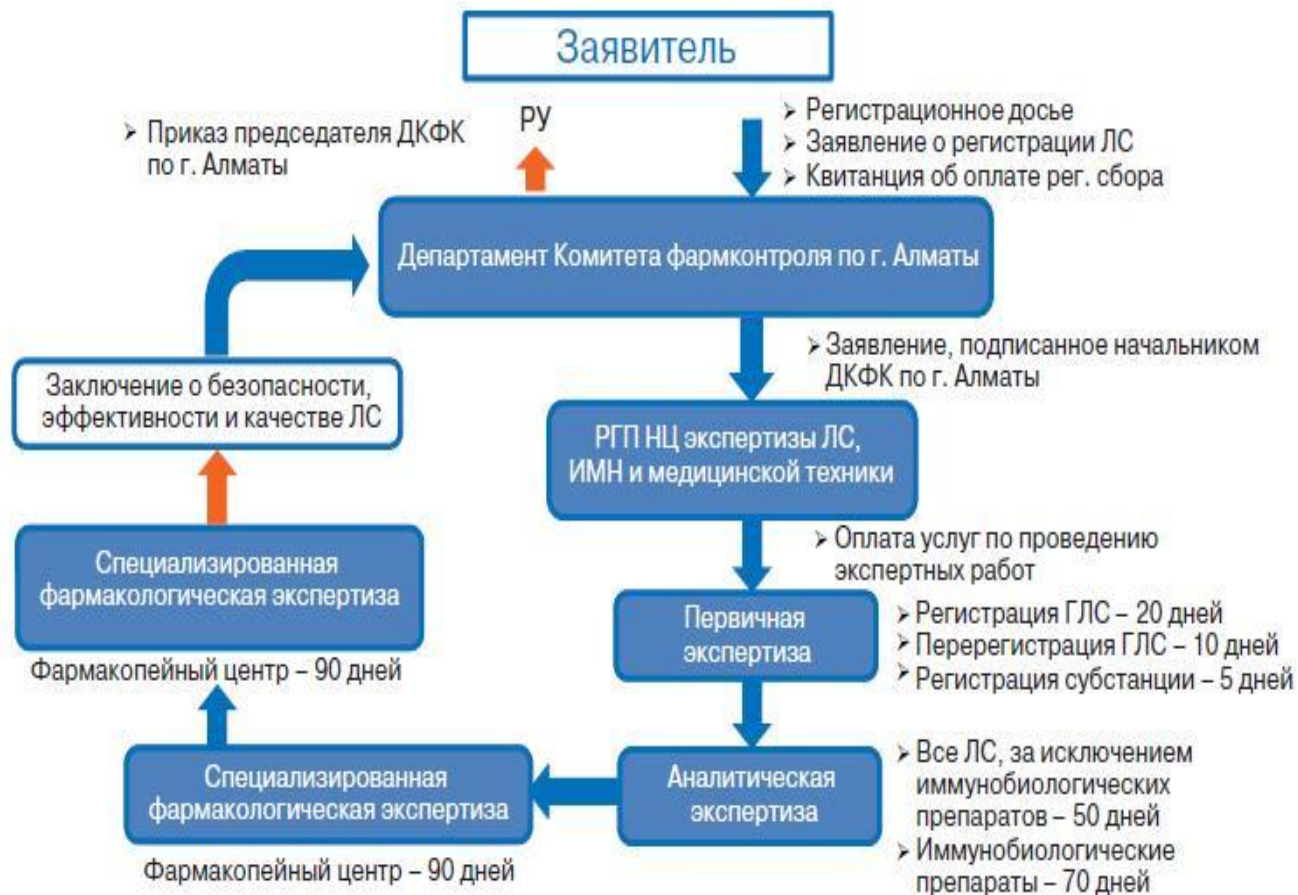 Заявитель
➢ Приказ председателя ДКФК
по г. Алматы
РУ
➢ Регистрационное досье
➢ Заявление о регистрации ЛС
➢ Квитанция об оплате рег. сбора
Департамент Комитета фармконтроля по г. Алматы
➢ Заявление, подписанное начальником
ДКФК по г. Алматы
Заключение о безопасности,
эффективности и качестве ЛС
РГП НЦ экспертизы ЛС,
ИМН и медицинской техники
➢ Оплата услуг по проведению
экспертных работ
Специализированная
фармакологическая экспертиза
Фармакопейный центр – 90 дней
Первичная
экспертиза
➢ Регистрация ГЛС – 20 дней
➢ Перерегистрация ГЛС – 10 дней
➢ Регистрация субстанции – 5 дней
Специализированная
фармакологическая экспертиза
Фармакопейный центр – 90 дней
Аналитическая
экспертиза
➢ Все ЛС, за исключением
иммунобиологических
препаратов – 50 дней
➢ Иммунобиологические
препараты – 70 дней